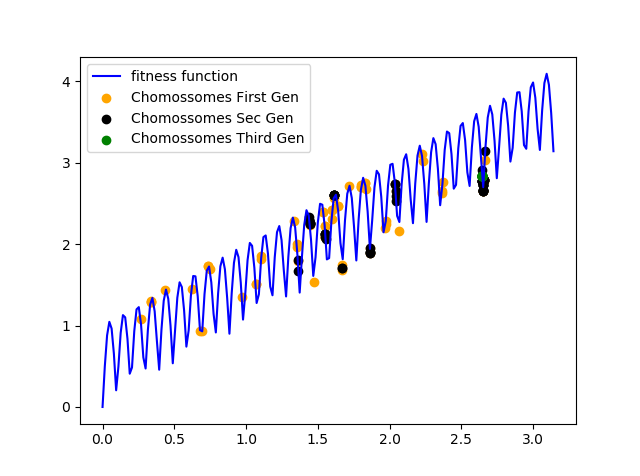 fitness function
Chomossomes First Gen
Chomossomes Sec Gen
Chomossomes Third Gen
4
3
2
1
0
0.0 0.5 1.0 1.5 2.0 2.5 3.0